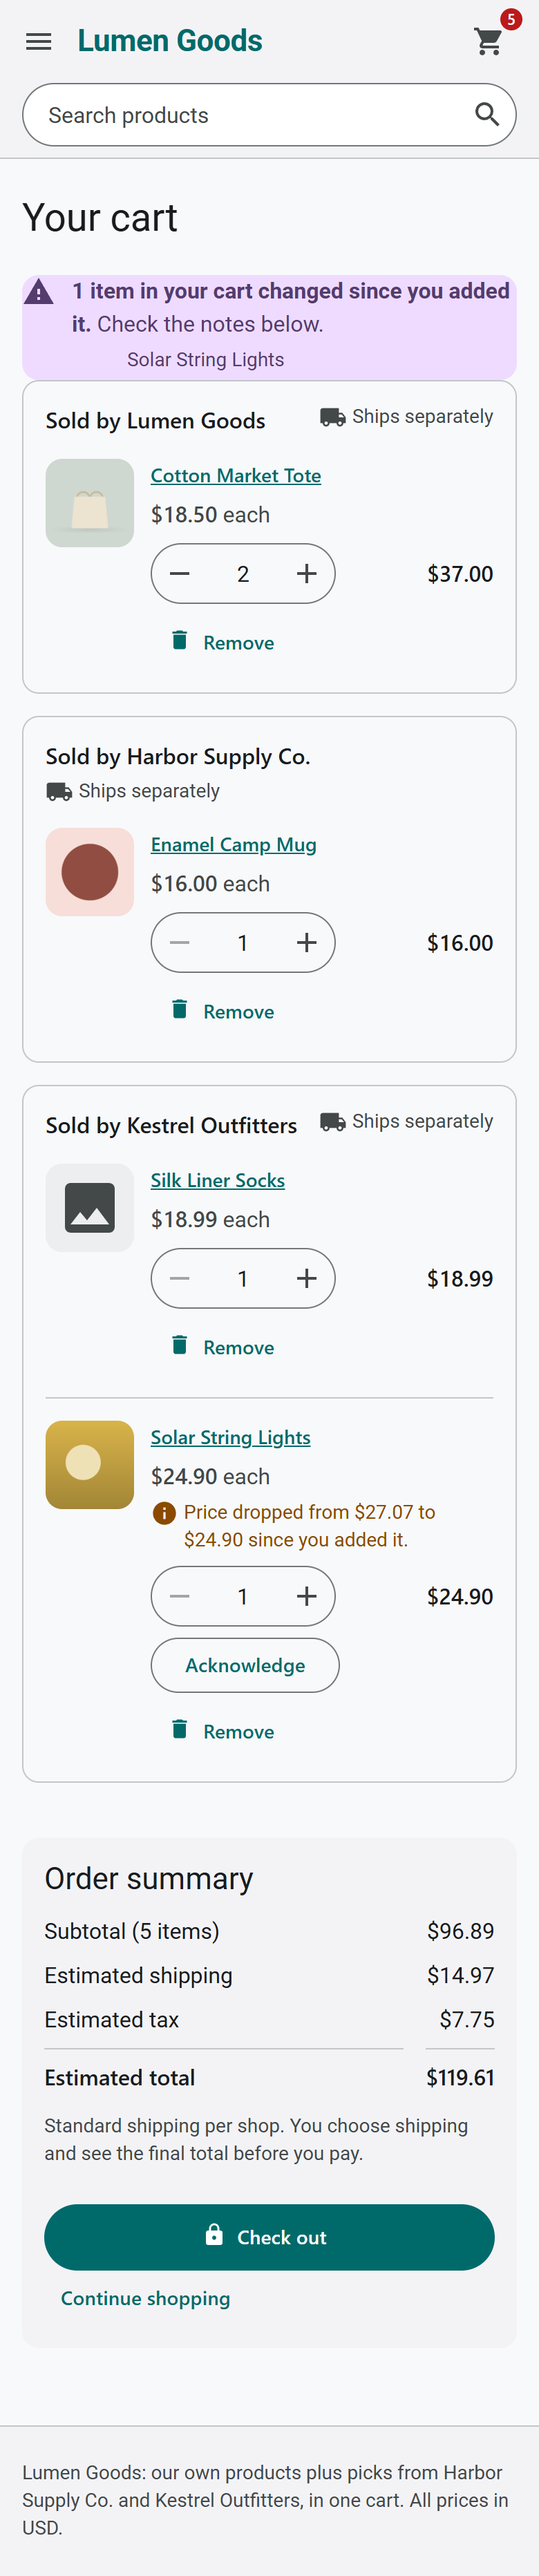 Lumen Goods
5
Search products
Your cart
1 item in your cart changed since you added
it. Check the notes below.
Solar String Lights
Sold by Lumen Goods
Ships separately
Cotton Market Tote
$18.50 each
2
$37.00
Remove
Sold by Harbor Supply Co.
Ships separately
Enamel Camp Mug
$16.00 each
1
$16.00
Remove
Sold by Kestrel Outfitters
Ships separately
Silk Liner Socks
$18.99 each
1
$18.99
Remove
Solar String Lights
$24.90 each
Price dropped from $27.07 to
$24.90 since you added it.
1
$24.90
Acknowledge
Remove
Order summary
Subtotal (5 items) $96.89
Estimated shipping $14.97
Estimated tax $7.75
Estimated total $119.61
Standard shipping per shop. You choose shipping
and see the final total before you pay.
Check out
Continue shopping
Lumen Goods: our own products plus picks from Harbor
Supply Co. and Kestrel Outfitters, in one cart. All prices in
USD.